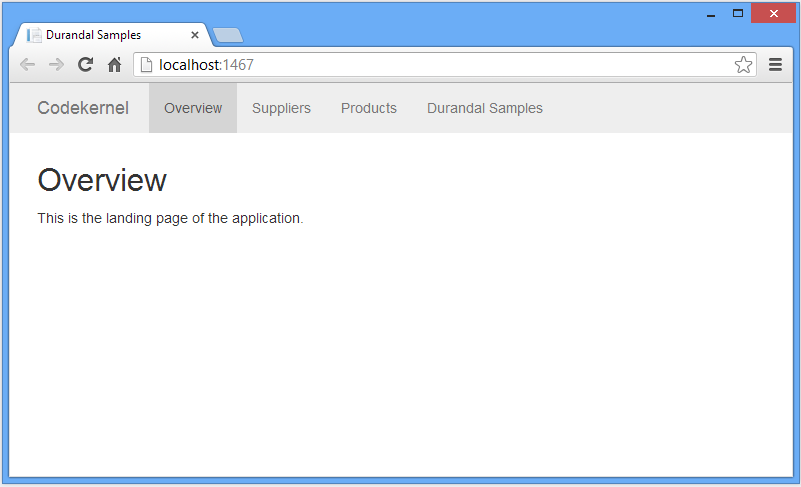 Durandal Samples
localhost:1467
Codekernel Overview Suppliers Products Durandal Samples
Overview
This is the landing page of the application.